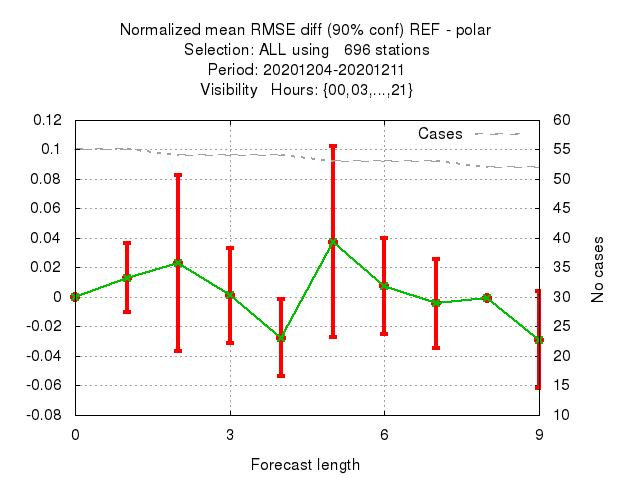 Normalized mean RMSE diff (90% conf) REF - polar
Selection: ALL using 696 stations
Period: 20201204-20201211
Visibility Hours: {00,03,...,21}
Cases
0.12
0.1
0.08
0.06
0.04
0.02
0
-0.02
-0.04
-0.06
-0.08
60
55
50
45
40
35
30
25
20
15
10
No cases
0 3 6 9
Forecast length